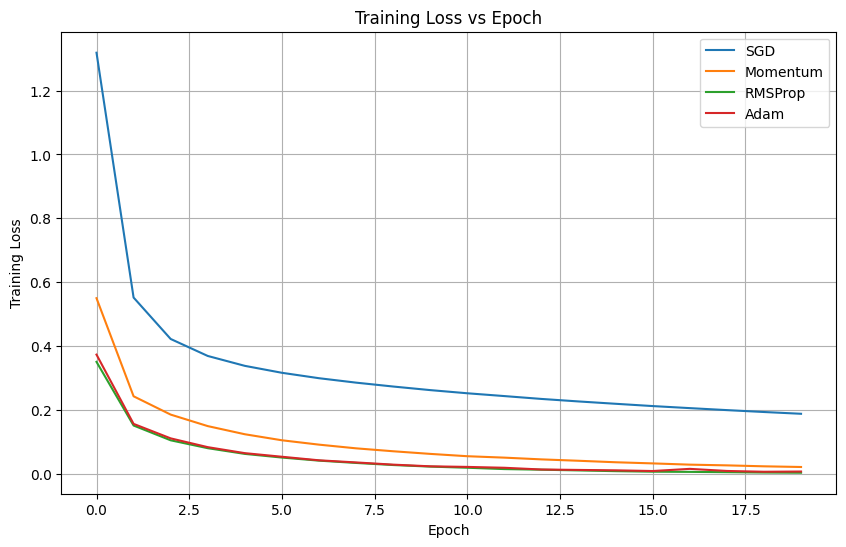 Training Loss vs Epoch
SGD
Momentum
RMSProp
Adam
Training Loss
1.2
1.0
0.8
0.6
0.4
0.2
0.0
0.0 2.5 5.0 7.5 10.0 12.5 15.0 17.5
Epoch